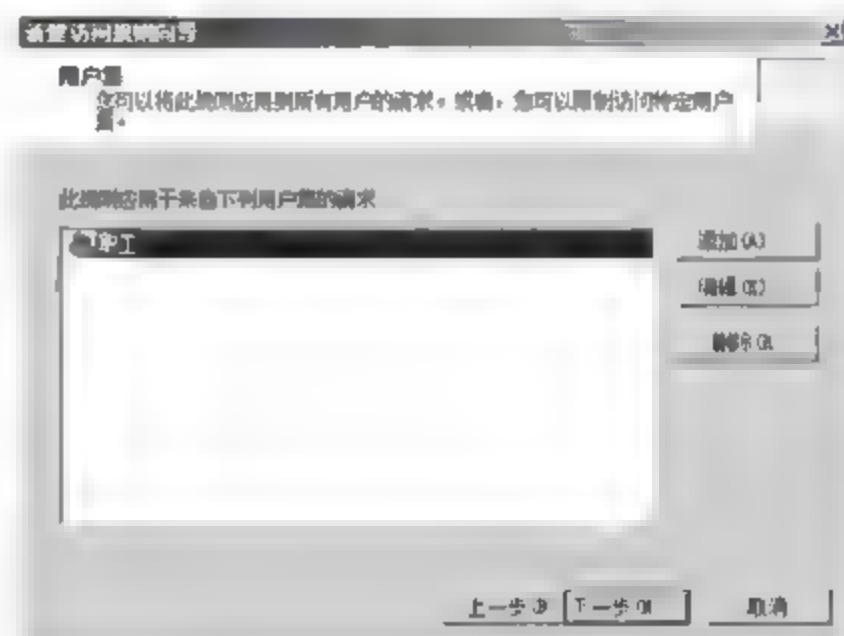 新建访问规则向导
用户集
您可以将此规则应用到所有用户的请求。或者，您可以限制访问特定用户
集。
此规则应用于来自下列用户集的请求
职工
添加(A)
编辑(E)
删除(R)
上一步(B)
下一步(N)
取消